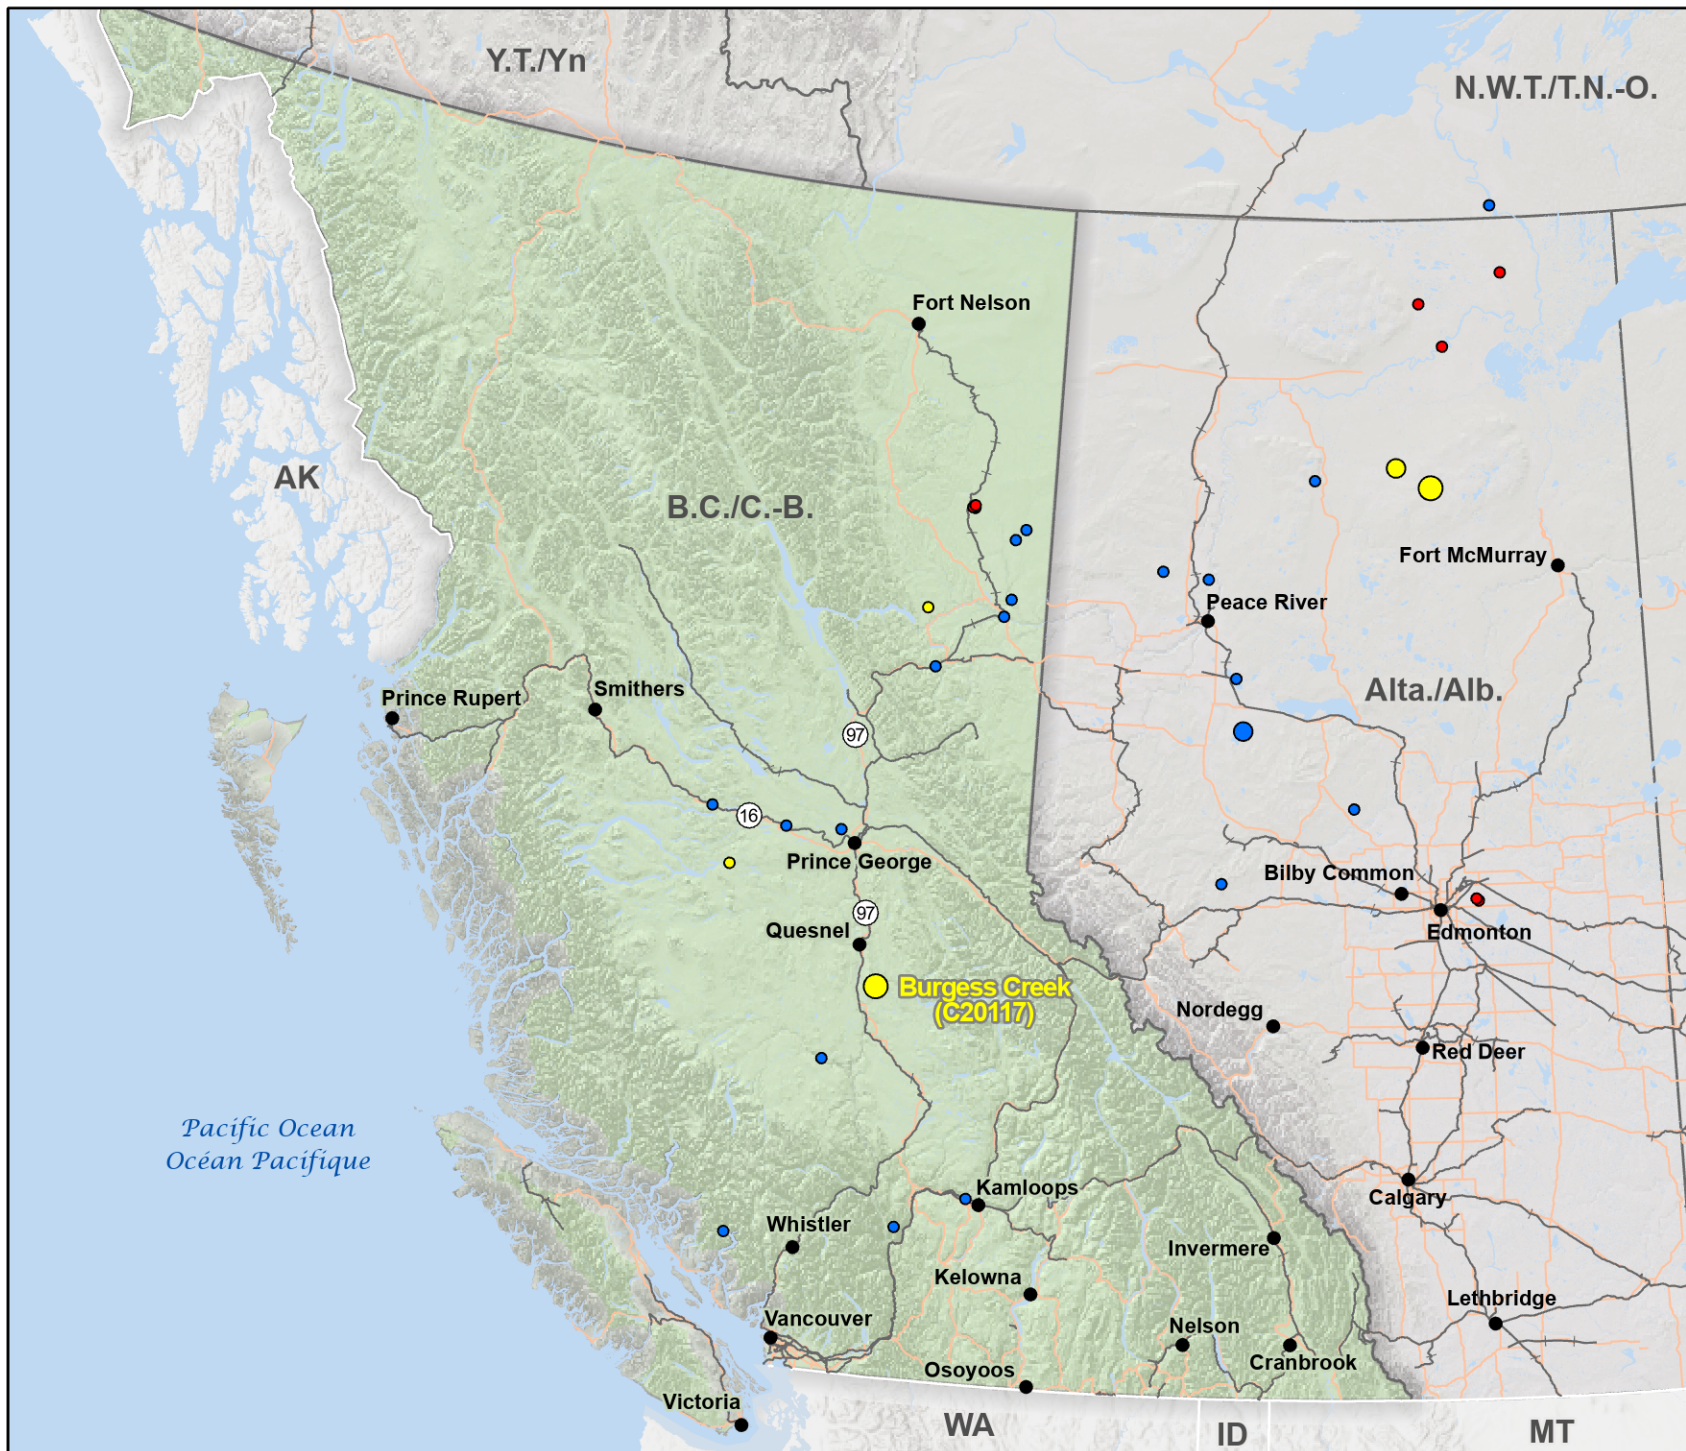 Y.T./Yn
N.W.T./T.N.-O.
Fort Nelson
AK
B.C./C.-B.
Fort McMurray
Peace River
Alta./Alb.
Prince Rupert
Smithers
97
16
Prince George
Bilby Common
97
Quesnel
Edmonton
Burgess Creek
(C20117)
Nordegg
Red Deer
Pacific Ocean
Océan Pacifique
Kamloops
Calgary
Whistler
Invermere
Kelowna
Lethbridge
Vancouver
Nelson
Cranbrook
Osoyoos
Victoria
WA
ID
MT